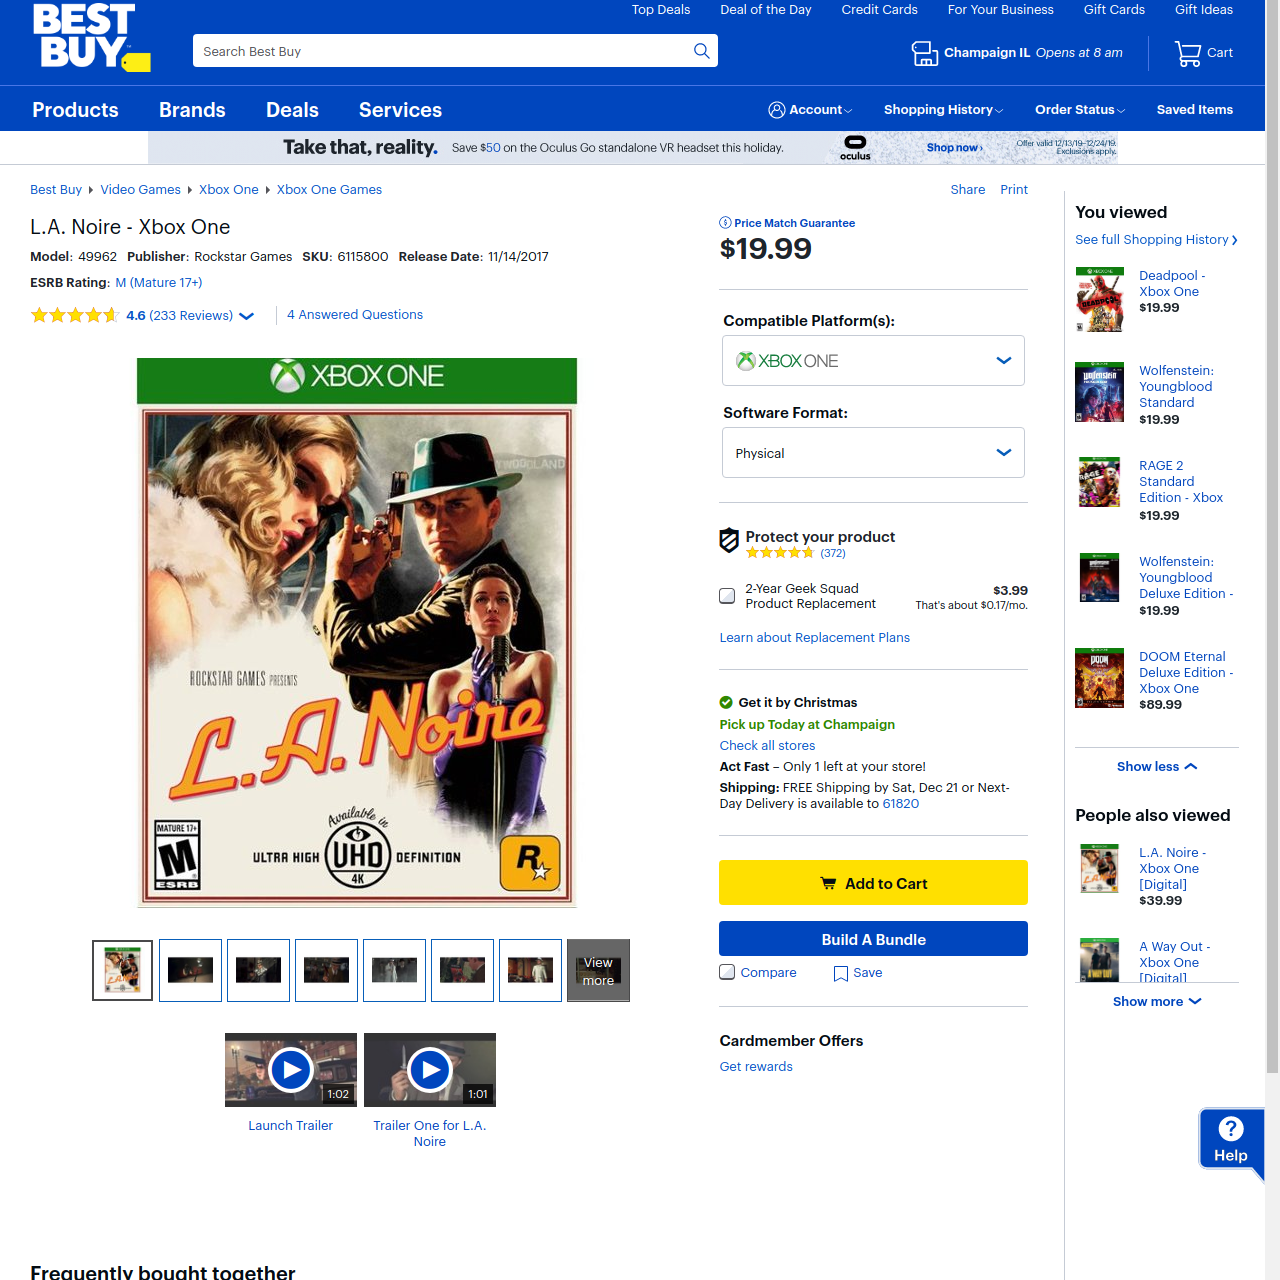 BEST BUY
Top Deals Deal of the Day Credit Cards For Your Business Gift Cards Gift Ideas
Search Best Buy
Champaign IL Opens at 8 am
Cart
Products Brands Deals Services
Account Shopping History Order Status Saved Items
Take that, reality. Save $50 on the Oculus Go standalone VR headset this holiday.
oculus
Shop now ›
Offer valid 12/13/19–12/24/19.
Exclusions apply.
Best Buy Video Games Xbox One Xbox One Games
Share Print
L.A. Noire - Xbox One
Model: 49962 Publisher: Rockstar Games SKU: 6115800 Release Date: 11/14/2017
ESRB Rating: M (Mature 17+)
4.6 (233 Reviews)
4 Answered Questions
XBOX ONE
ROCKSTAR GAMES PRESENTS
L.A. Noire
MATURE 17+
M
ESRB
Available in
ULTRA HIGH UHD DEFINITION
4K
R
View more
1:02
1:01
Launch Trailer
Trailer One for L.A.
Noire
Price Match Guarantee
$19.99
Compatible Platform(s):
XBOX ONE
Software Format:
Physical
Protect your product
(372)
2-Year Geek Squad
Product Replacement
$3.99
That's about $0.17/mo.
Learn about Replacement Plans
Get it by Christmas
Pick up Today at Champaign
Check all stores
Act Fast – Only 1 left at your store!
Shipping: FREE Shipping by Sat, Dec 21 or Next-
Day Delivery is available to 61820
Add to Cart
Build A Bundle
Compare
Save
Cardmember Offers
Get rewards
You viewed
See full Shopping History
Deadpool -
Xbox One
$19.99
Wolfenstein:
Youngblood
Standard
$19.99
RAGE 2
Standard
Edition - Xbox
$19.99
Wolfenstein:
Youngblood
Deluxe Edition -
$19.99
DOOM Eternal
Deluxe Edition -
Xbox One
$89.99
Show less
People also viewed
L.A. Noire -
Xbox One
[Digital]
$39.99
A Way Out -
Xbox One
[Digital]
Show more
?
Help
Frequently bought together